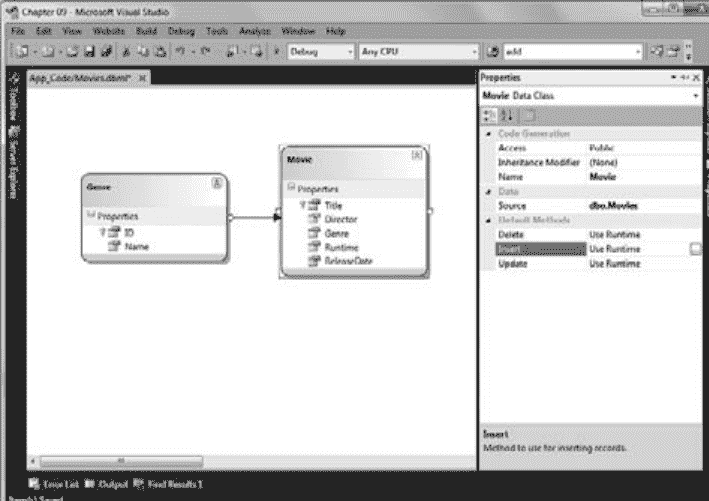 Chapter 09 - Microsoft Visual Studio
File Edit View Website Build Debug Tools Analyze Window Help
Debug Any CPU add
App_Code/Movies.dbml*
Toolbox
Server Explorer
Genre
Properties
ID
Name
Movie
Properties
Title
Director
Genre
Runtime
ReleaseDate
Properties
Movie Data Class
Code Generation
Access Public
Inheritance Modifier (None)
Name Movie
Data
Source dbo.Movies
Default Methods
Delete Use Runtime
Insert Use Runtime
Update Use Runtime
Insert
Method to use for inserting records.
Error List Output Find Results 1
Item(s) Saved